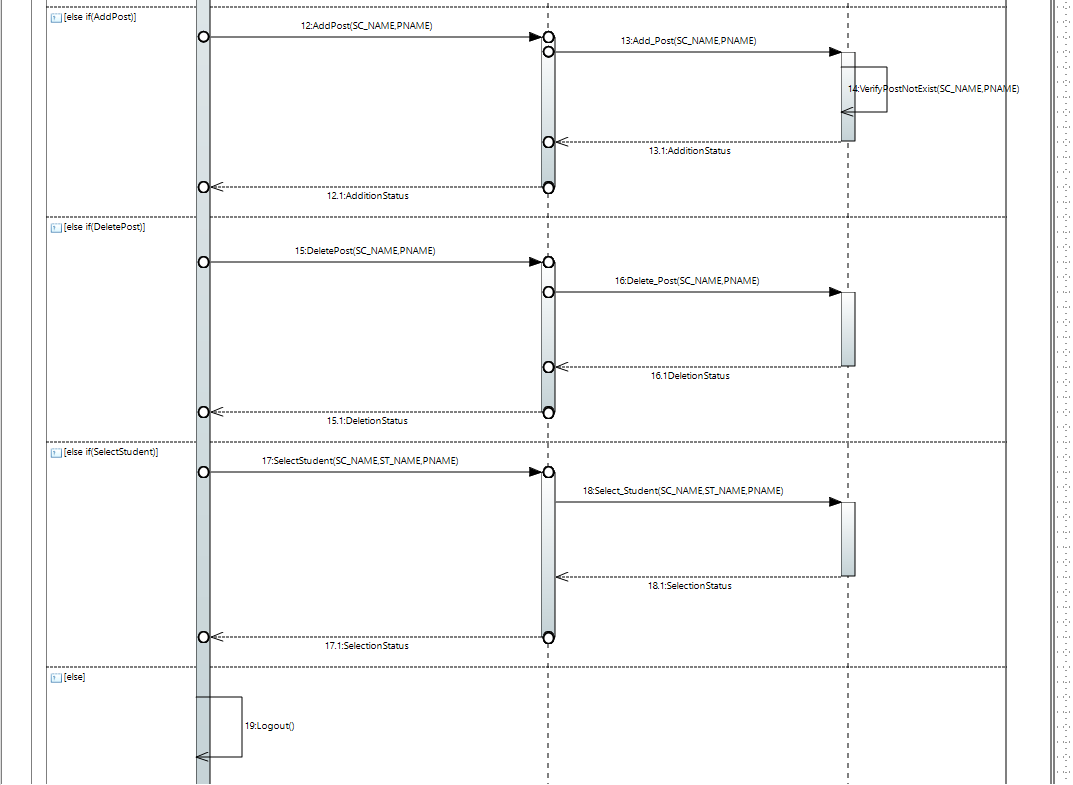 [else if(AddPost)]
12:AddPost(SC_NAME,PNAME)
13:Add_Post(SC_NAME,PNAME)
14:VerifyPostNotExist(SC_NAME,PNAME)
13.1:AdditionStatus
12.1:AdditionStatus
[else if(DeletePost)]
15:DeletePost(SC_NAME,PNAME)
16:Delete_Post(SC_NAME,PNAME)
16.1DeletionStatus
15.1:DeletionStatus
[else if(SelectStudent)]
17:SelectStudent(SC_NAME,ST_NAME,PNAME)
18:Select_Student(SC_NAME,ST_NAME,PNAME)
18.1:SelectionStatus
17.1:SelectionStatus
[else]
19:Logout()